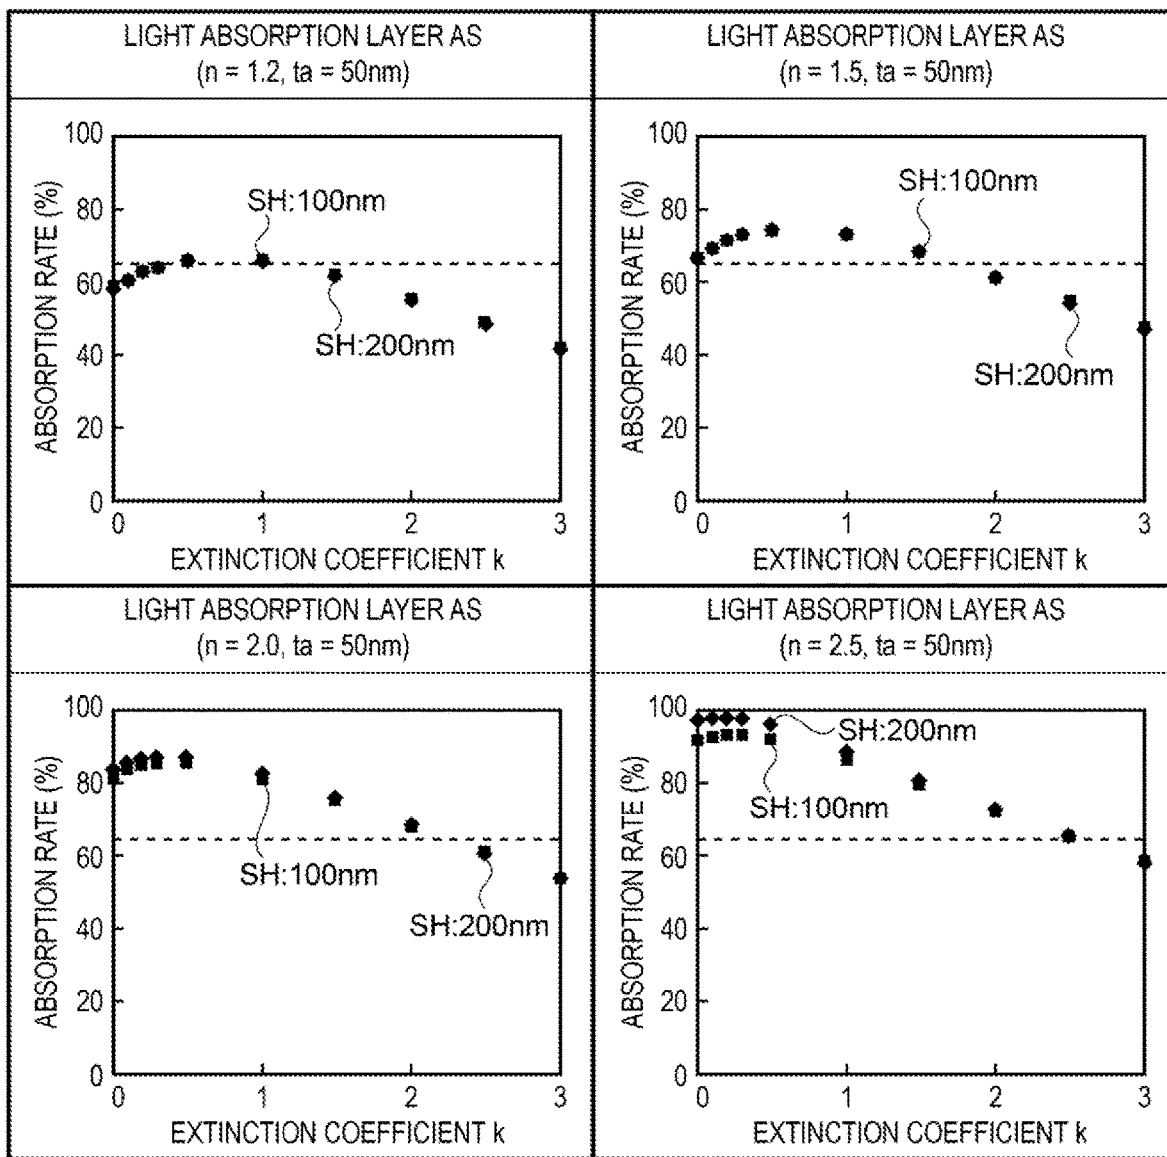 LIGHT ABSORPTION LAYER AS
(n = 1.2, ta = 50nm)
100
80
60
40
20
0
0 1 2 3
ABSORPTION RATE (%)
EXTINCTION COEFFICIENT k
SH:100nm
SH:200nm
LIGHT ABSORPTION LAYER AS
(n = 1.5, ta = 50nm)
100
80
60
40
20
0
0 1 2 3
ABSORPTION RATE (%)
EXTINCTION COEFFICIENT k
SH:100nm
SH:200nm
LIGHT ABSORPTION LAYER AS
(n = 2.0, ta = 50nm)
100
80
60
40
20
0
0 1 2 3
ABSORPTION RATE (%)
EXTINCTION COEFFICIENT k
SH:100nm
SH:200nm
LIGHT ABSORPTION LAYER AS
(n = 2.5, ta = 50nm)
100
80
60
40
20
0
0 1 2 3
ABSORPTION RATE (%)
EXTINCTION COEFFICIENT k
SH:200nm
SH:100nm